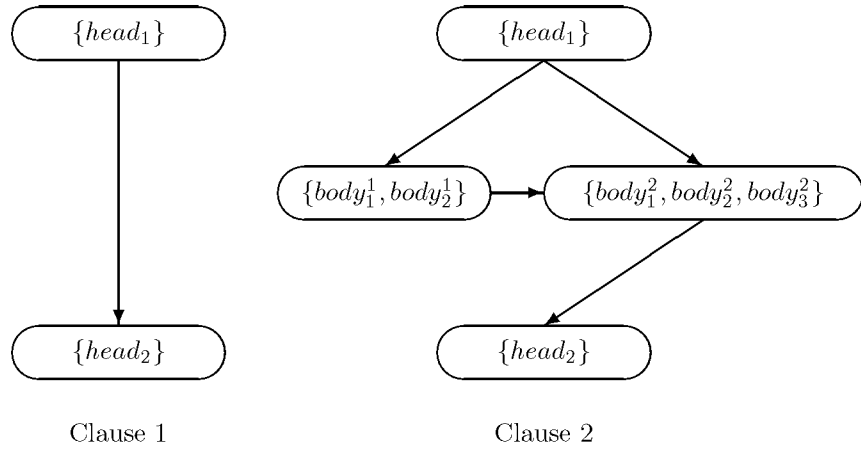 {head₁} {head₁}
{body₁¹, body₂¹} {body₁², body₂², body₃²}
{head₂} {head₂}
Clause 1 Clause 2